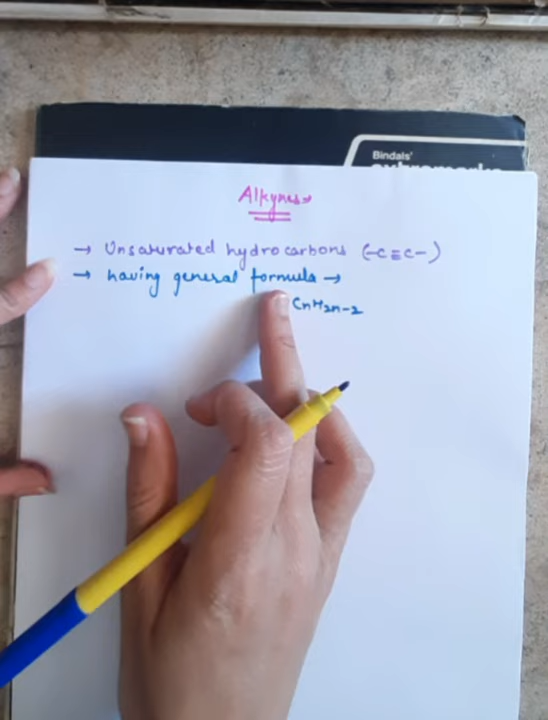 Bindals'
Alkynes
→ Unsaturated hydrocarbons (-C≡C-)
→ having general formula →
CnH2n-2